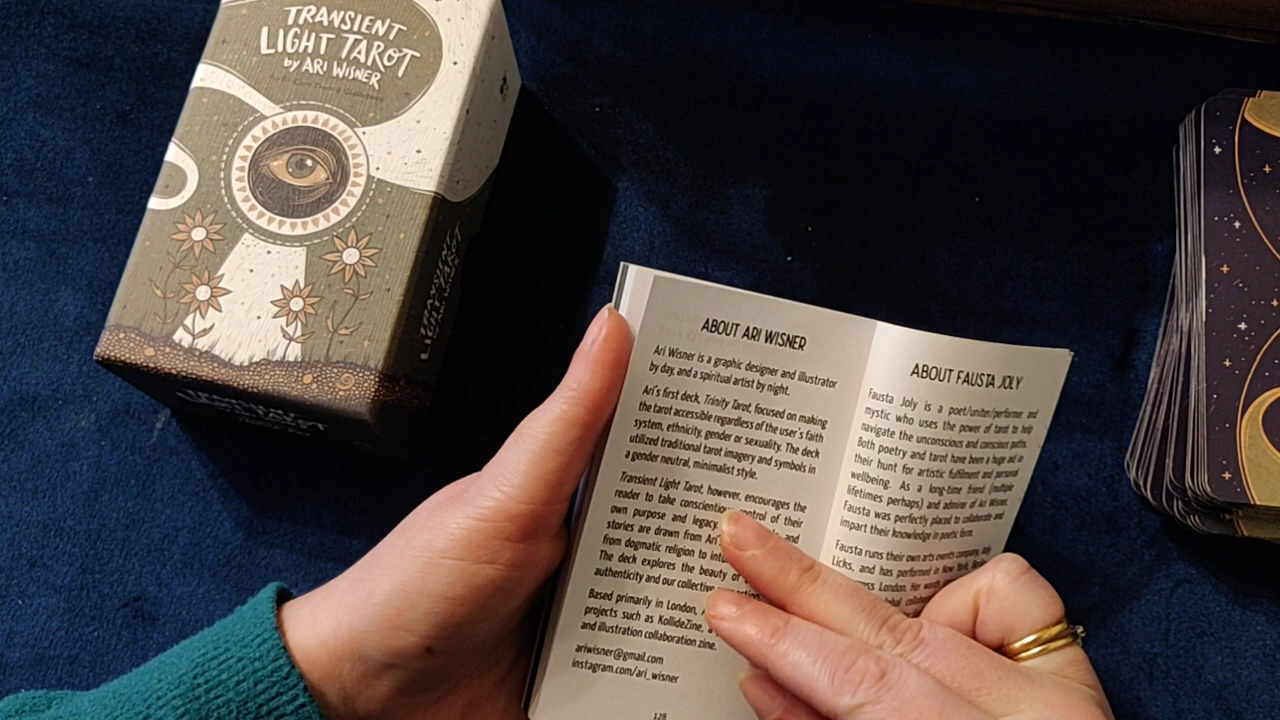 TRANSIENT
LIGHT TAROT
by ARI WISNER
TRANSIENT
LIGHT TAROT
ABOUT ARI WISNER
Ari Wisner is a graphic designer and illustrator
by day, and a spiritual artist by night.
Ari's first deck, Trinity Tarot, focused on making
the tarot accessible regardless of the user's faith
system, ethnicity, gender or sexuality. The deck
utilized traditional tarot imagery and symbols in
a gender neutral, minimalist style.
Transient Light Tarot, however, encourages the
reader to take conscientious control of their
own purpose and legacy. and
stories are drawn from Ari
from dogmatic religion to
The deck explores the beauty of
authenticity and our collective
Based primarily in London,
projects such as KollideZine, a
and illustration collaboration zine.
ariwisner@gmail.com
instagram.com/ari_wisner
128
ABOUT FAUSTA JOLY
Fausta Joly is a poet/uniter/performer and
mystic who uses the power of tarot to help
navigate the unconscious and conscious paths.
Both poetry and tarot have been a huge aid in
their hunt for artistic fulfillment and personal
wellbeing. As a long-time friend (multiple
lifetimes perhaps) and admirer of Ari Wisner,
Fausta was perfectly placed to collaborate and
impart their knowledge in poetic form.
Fausta runs their own arts events company,
Licks, and has performed in New York,
London. Her words